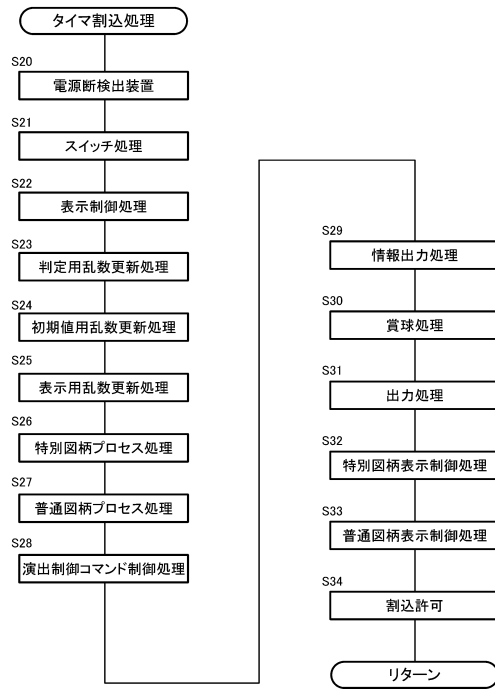 タイマ割込処理
S20
電源断検出装置
S21
スイッチ処理
S22
表示制御処理
S23
判定用乱数更新処理
S24
初期値用乱数更新処理
S25
表示用乱数更新処理
S26
特別図柄プロセス処理
S27
普通図柄プロセス処理
S28
演出制御コマンド制御処理
S29
情報出力処理
S30
賞球処理
S31
出力処理
S32
特別図柄表示制御処理
S33
普通図柄表示制御処理
S34
割込許可
リターン